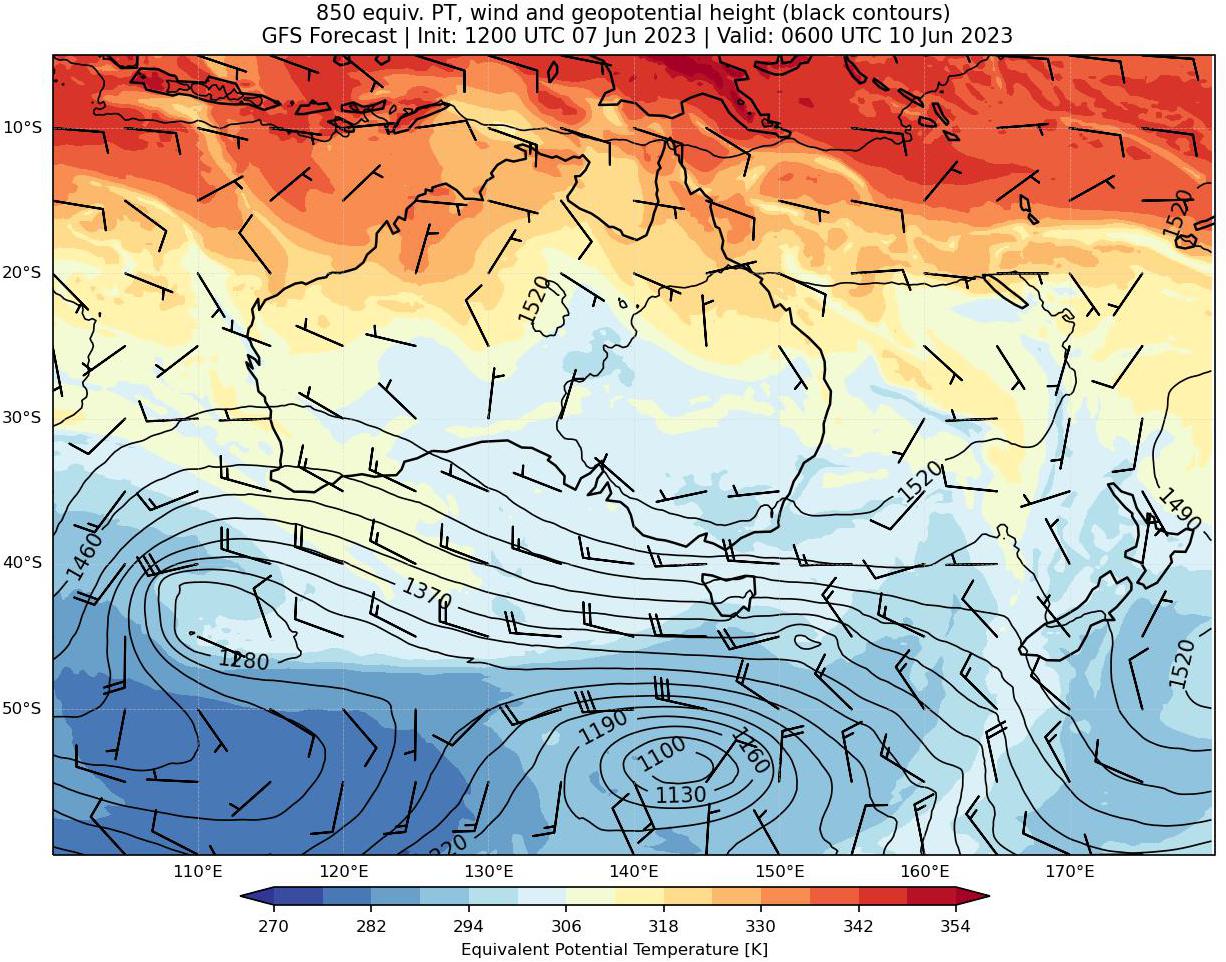 850 equiv. PT, wind and geopotential height (black contours)
GFS Forecast | Init: 1200 UTC 07 Jun 2023 | Valid: 0600 UTC 10 Jun 2023
10°S
1520
20°S
1520
30°S
1520
1490
40°S
1460
1370
1280
1520
50°S
1190
1100
1160
1130
220
110°E 120°E 130°E 140°E 150°E 160°E 170°E
270 282 294 306 318 330 342 354
Equivalent Potential Temperature [K]